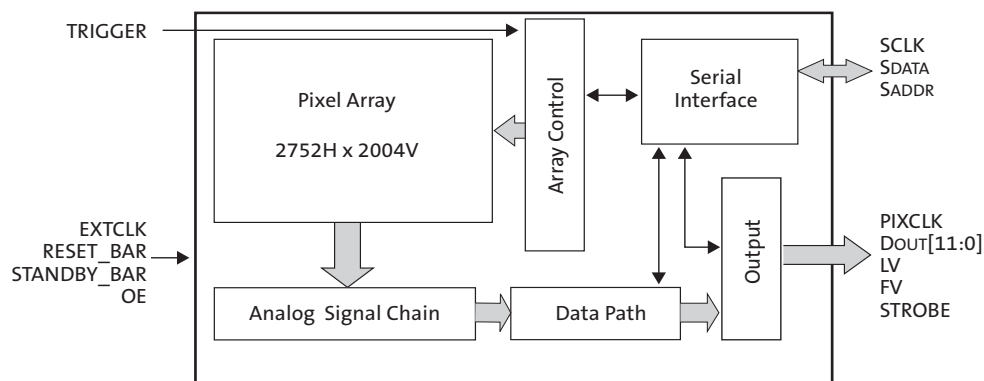 TRIGGER
Pixel Array
2752H x 2004V
Array Control
Serial
Interface
SCLK
SDATA
SADDR
EXTCLK
RESET_BAR
STANDBY_BAR
OE
Analog Signal Chain
Data Path
Output
PIXCLK
DOUT[11:0]
LV
FV
STROBE